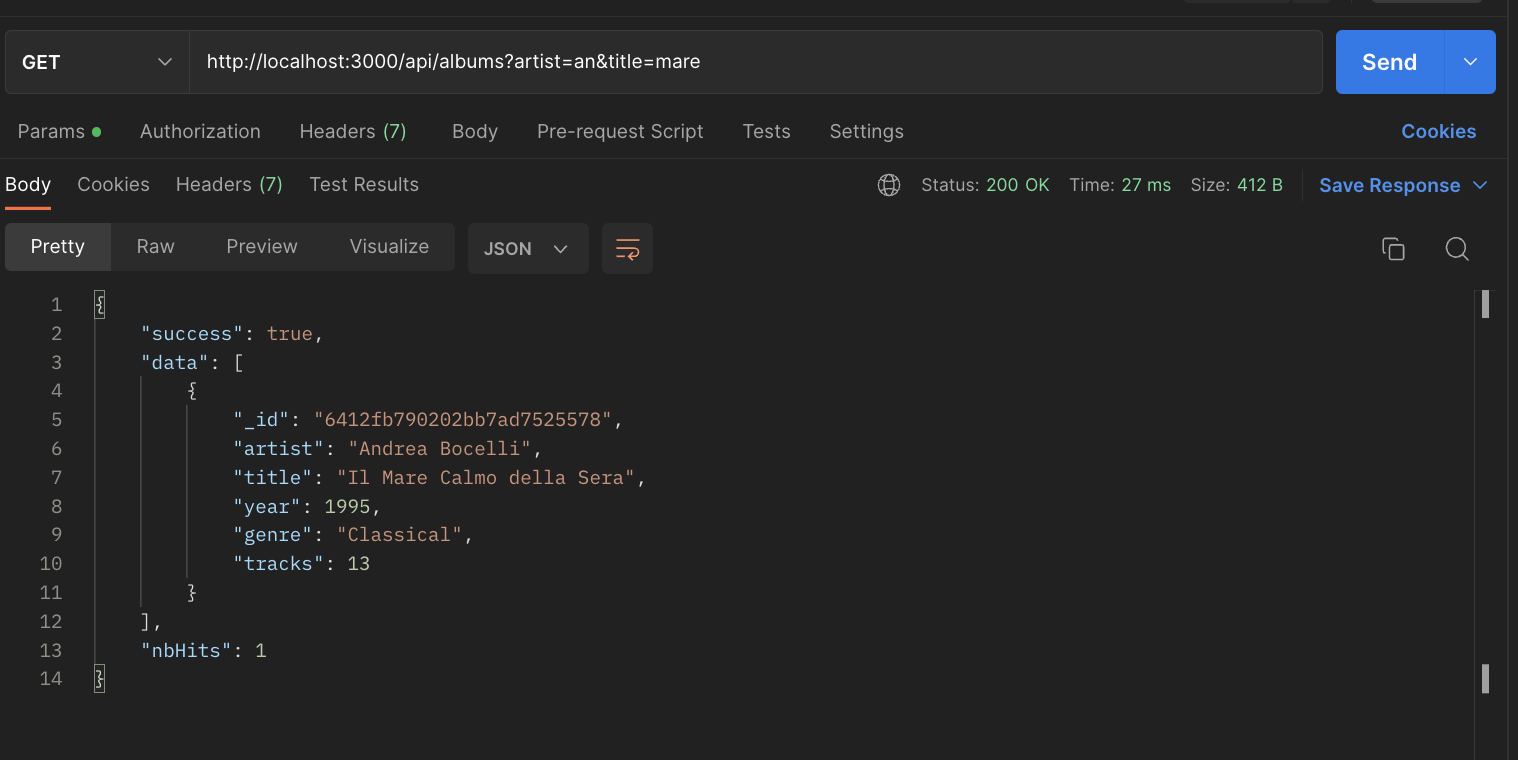 GET http://localhost:3000/api/albums?artist=an&title=mare Send
Params Authorization Headers (7) Body Pre-request Script Tests Settings Cookies
Body Cookies Headers (7) Test Results Status: 200 OK Time: 27 ms Size: 412 B Save Response
Pretty Raw Preview Visualize JSON
1 {
2 "success": true,
3 "data": [
4 {
5 "_id": "6412fb790202bb7ad7525578",
6 "artist": "Andrea Bocelli",
7 "title": "Il Mare Calmo della Sera",
8 "year": 1995,
9 "genre": "Classical",
10 "tracks": 13
11 }
12 ],
13 "nbHits": 1
14 }